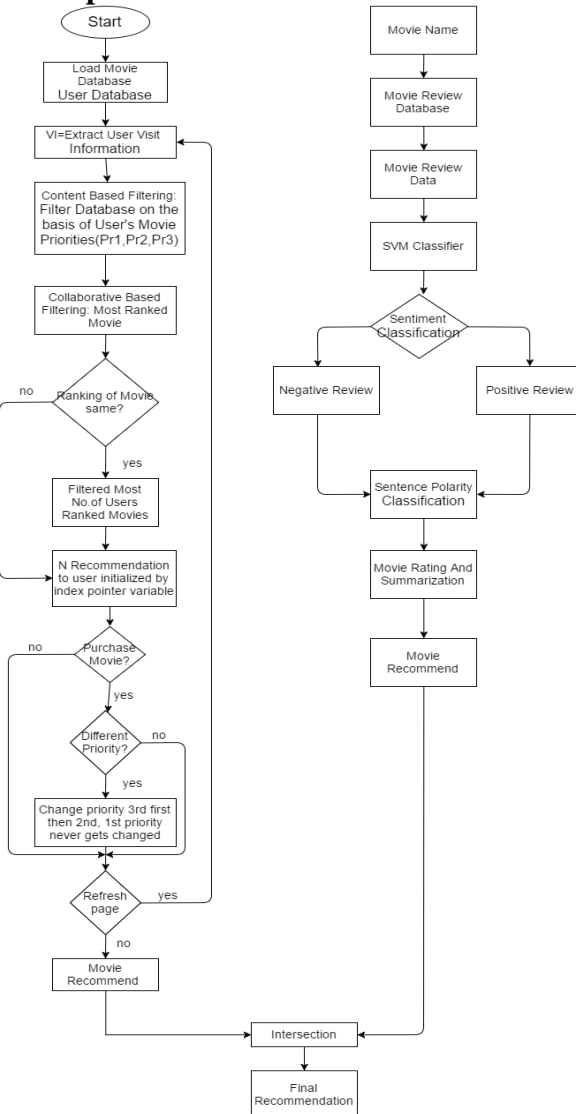 Start
Load Movie
Database
User Database
VI=Extract User Visit
Information
Content Based Filtering:
Filter Database on the
basis of User's Movie
Priorities(Pr1,Pr2,Pr3)
Collaborative Based
Filtering: Most Ranked
Movie
no
Ranking of Movie
same?
yes
Filtered Most
No.of Users
Ranked Movies
N Recommendation
to user initialized by
index pointer variable
no
Purchase
Movie?
yes
Different
Priority?
no
yes
Change priority 3rd first
then 2nd, 1st priority
never gets changed
Refresh
page
yes
no
Movie
Recommend
Movie Name
Movie Review
Database
Movie Review
Data
SVM Classifier
Sentiment
Classification
Negative Review
Positive Review
Sentence Polarity
Classification
Movie Rating And
Summarization
Movie
Recommend
Intersection
Final
Recommendation